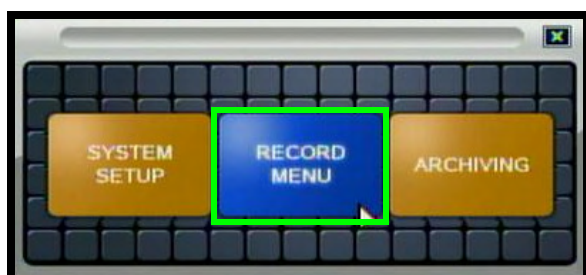 SYSTEM
SETUP
RECORD
MENU
ARCHIVING